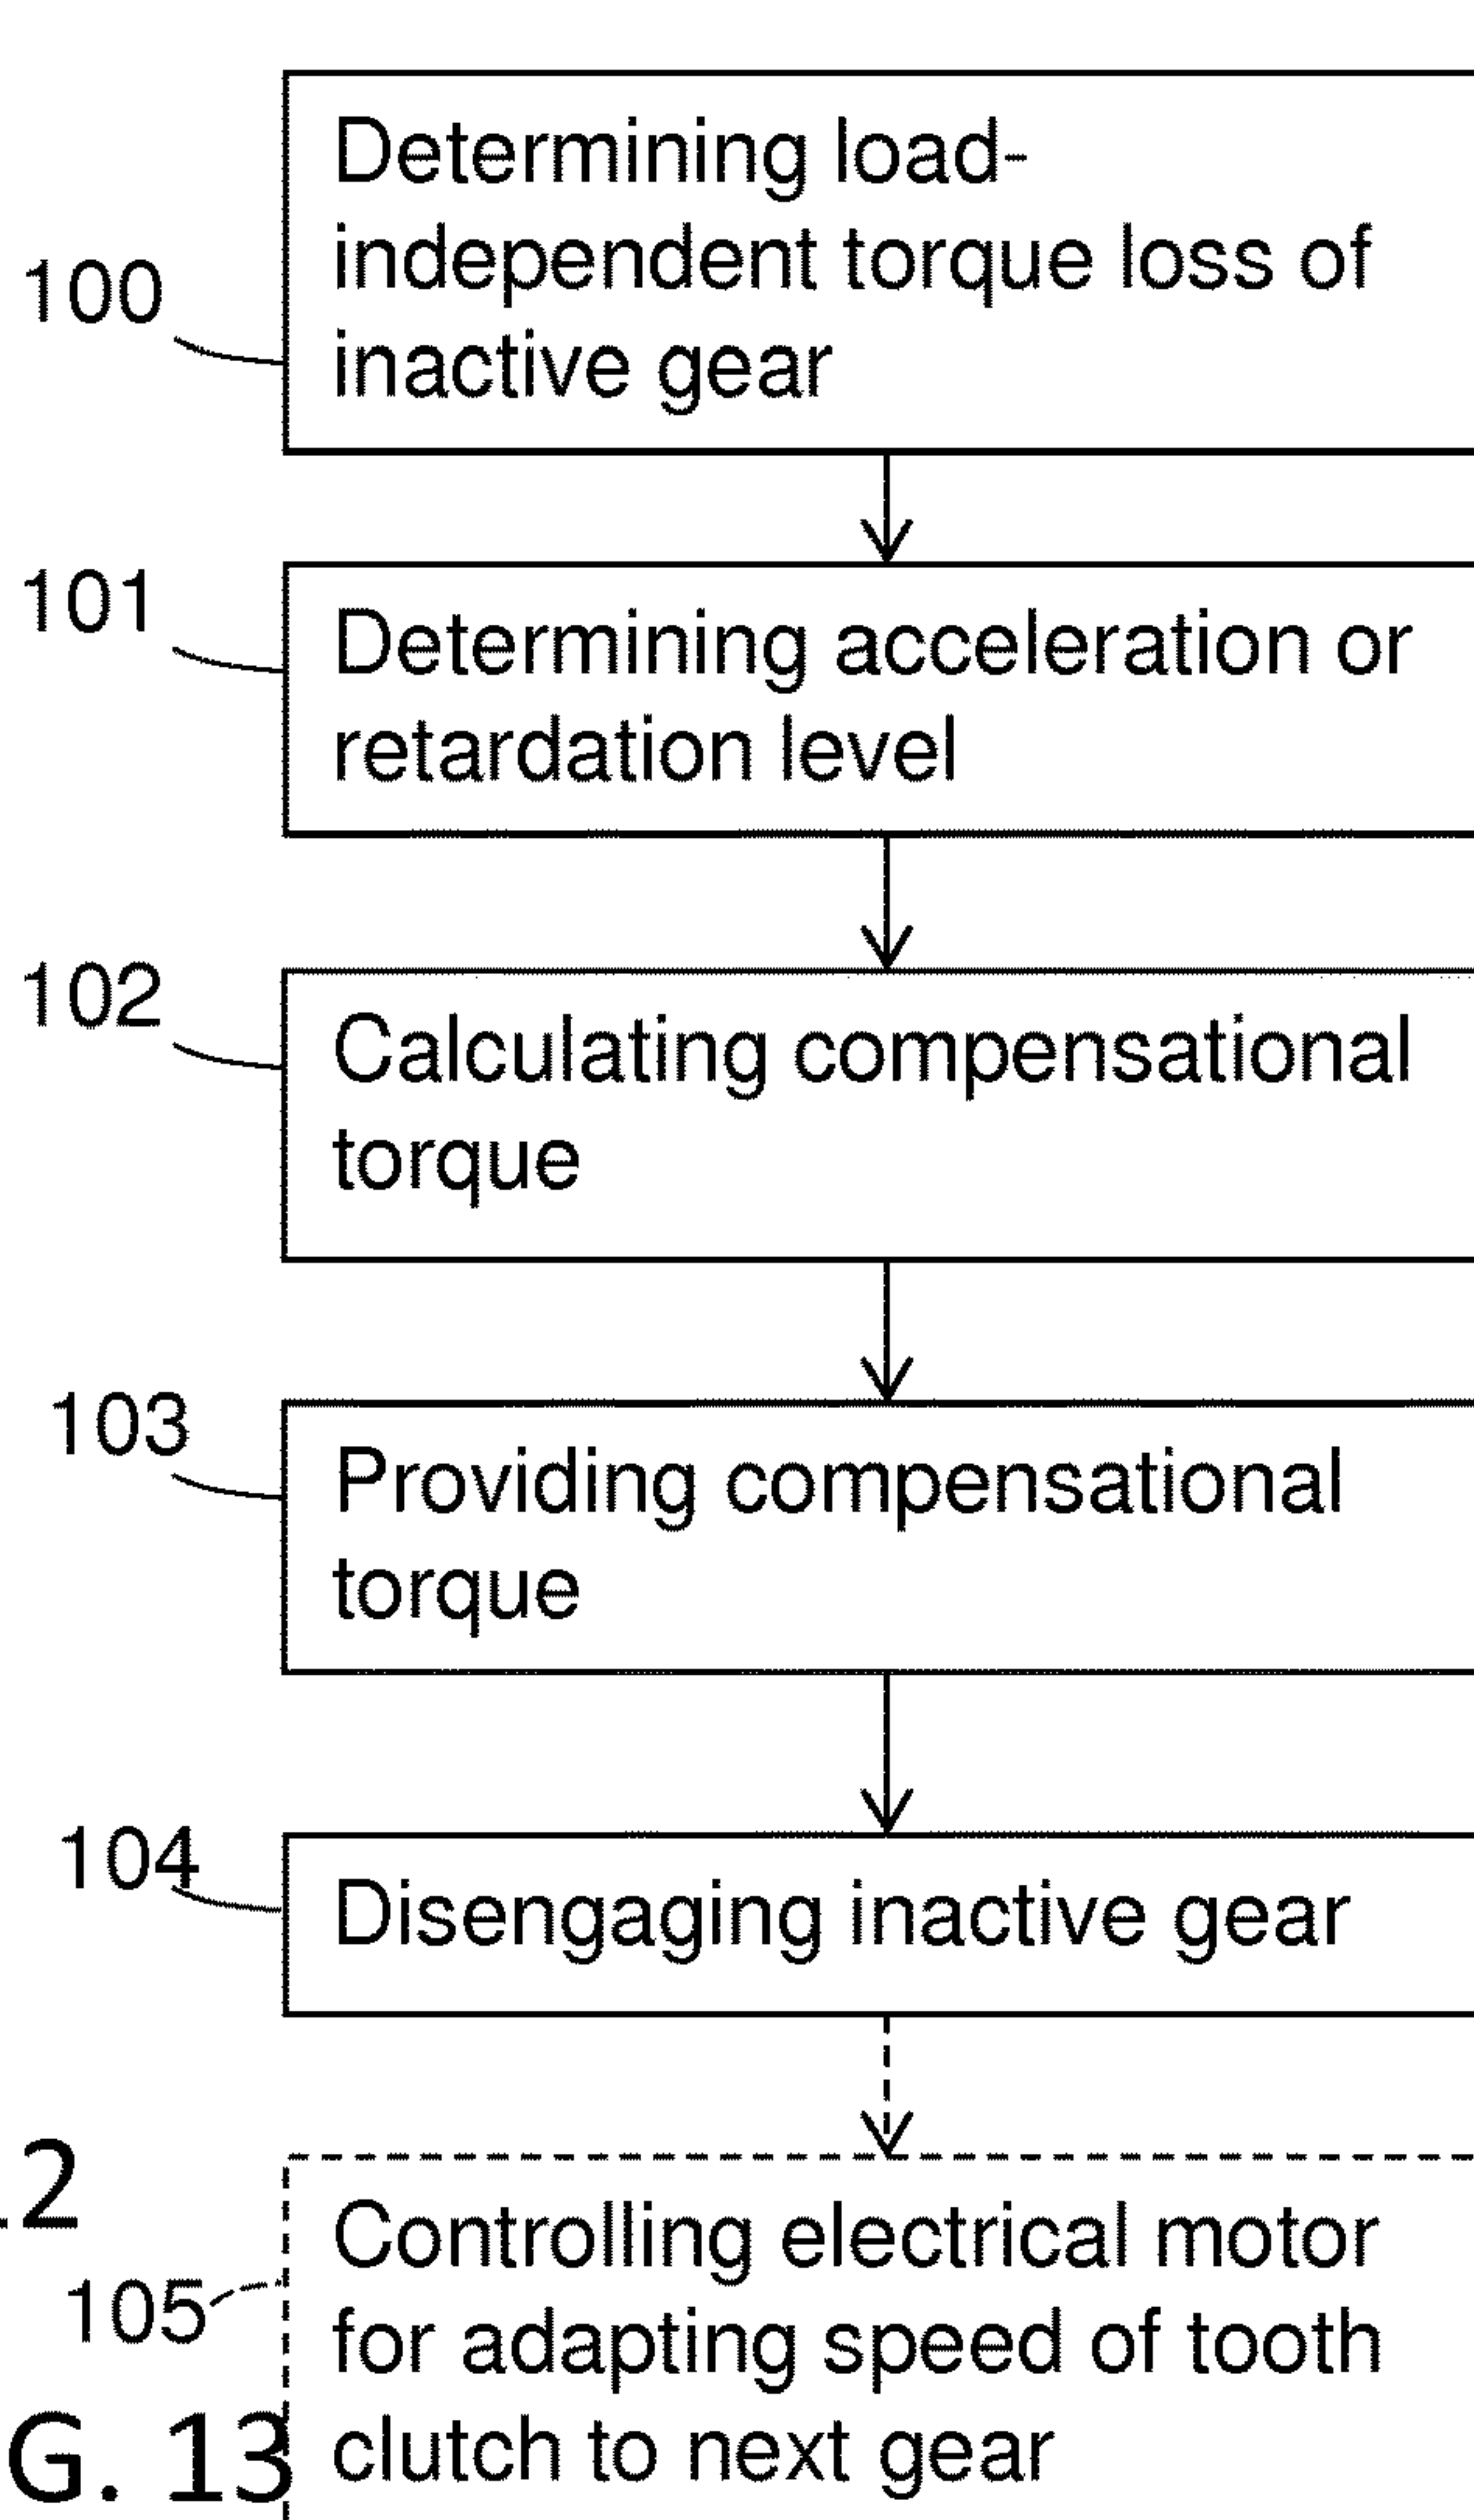 Determining load-
independent torque loss of
100
inactive gear
101
Determining acceleration or
retardation level
102
Calculating compensational
torque
103
Providing compensational
torque
104
Disengaging inactive gear
.2
Controlling electrical motor
105
for adapting speed of tooth
G. 13
clutch to next gear